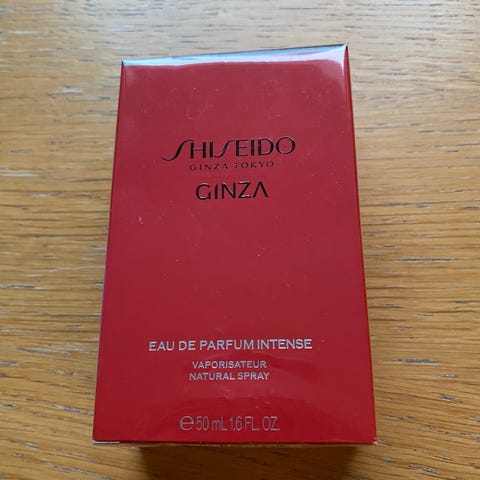 SHISEIDO
GINZA TOKYO
GINZA
EAU DE PARFUM INTENSE
VAPORISATEUR
NATURAL SPRAY
℮50 mL 1.6 FL. OZ.